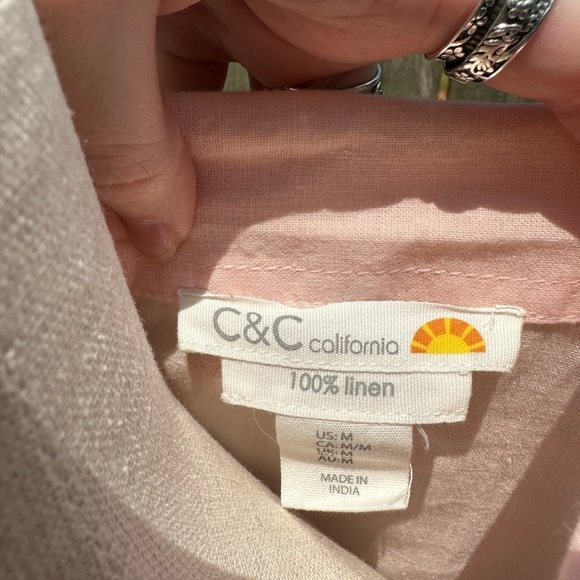 C&C california
100% linen
US: M
CA: M/M
UK: M
AU: M
MADE IN
INDIA